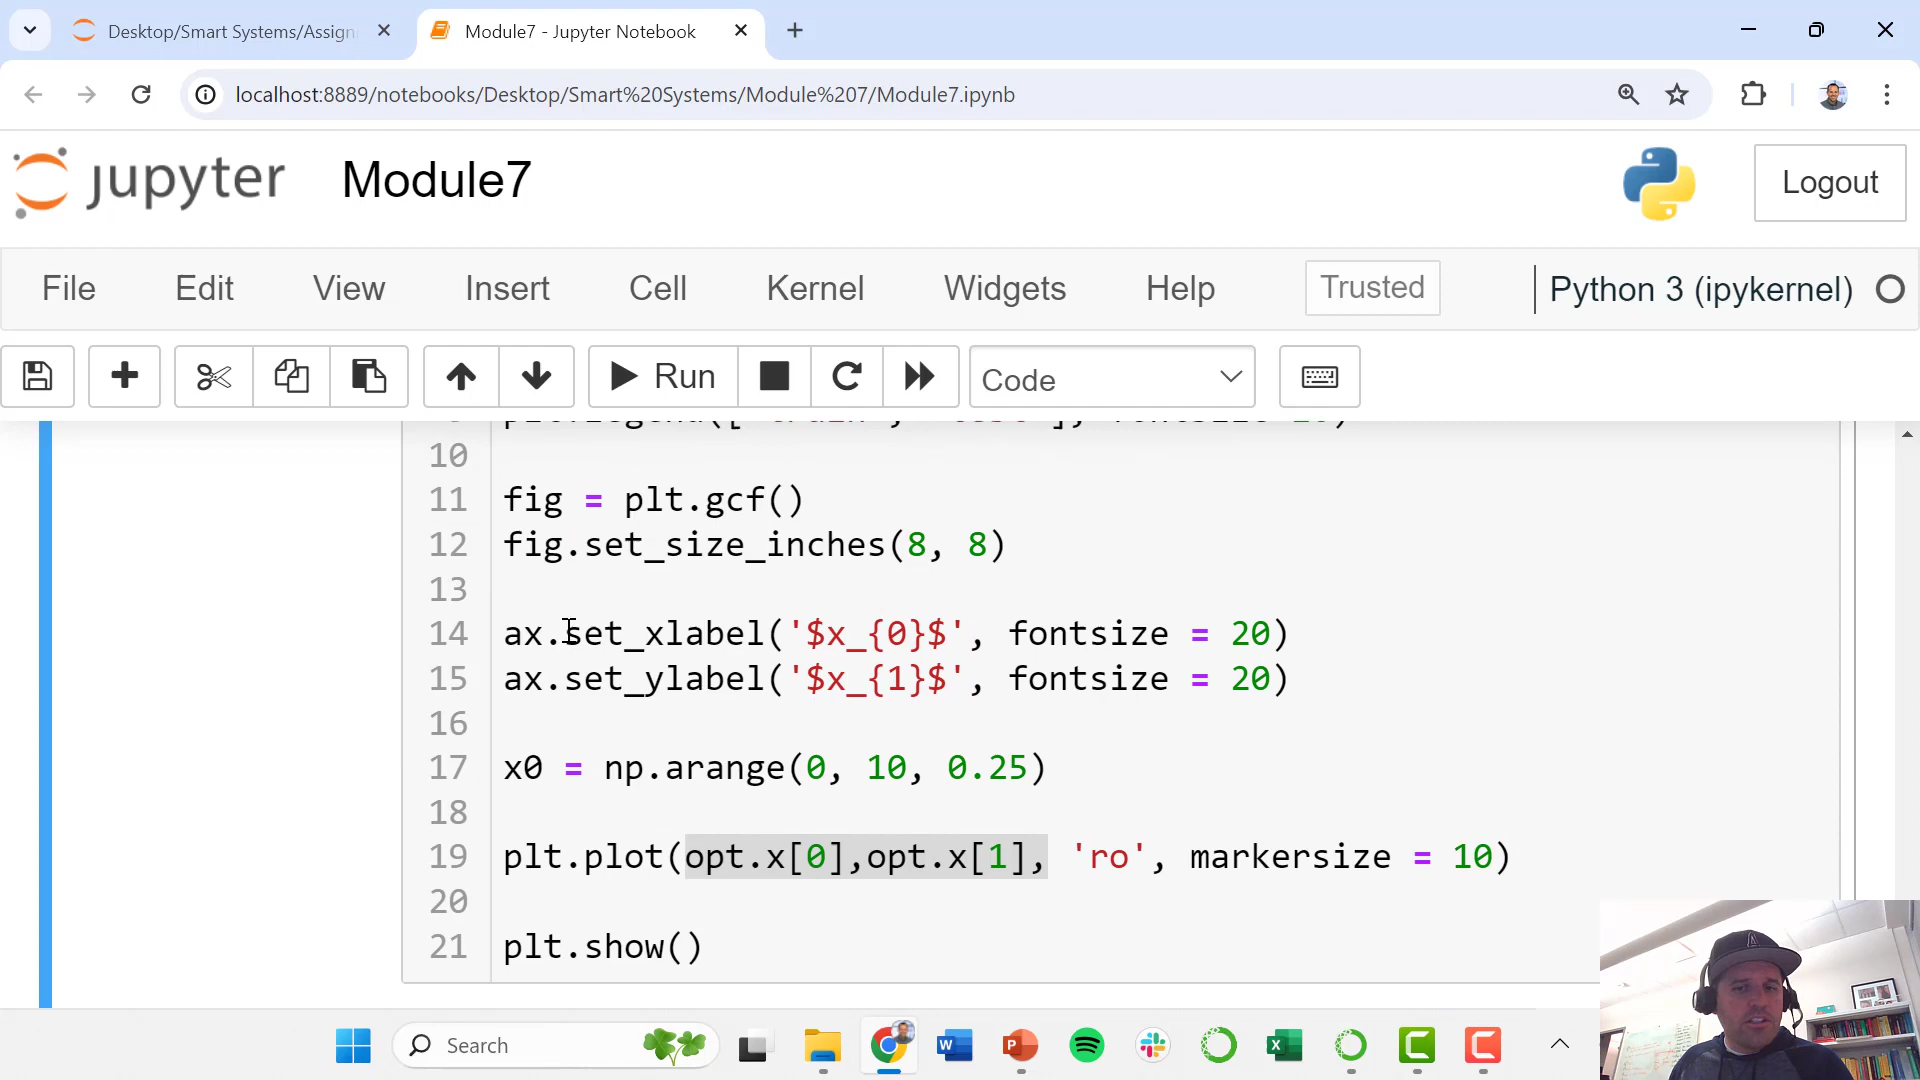 Desktop/Smart Systems/Assign
Module7 - Jupyter Notebook
localhost:8889/notebooks/Desktop/Smart%20Systems/Module%207/Module7.ipynb
jupyter
Module7
Logout
File
Edit
View
Insert
Cell
Kernel
Widgets
Help
Trusted
Python 3 (ipykernel)
Run
Code
10
11 fig = plt.gcf()
12 fig.set_size_inches(8, 8)
13
14 ax.set_xlabel('$x_{0}$', fontsize = 20)
15 ax.set_ylabel('$x_{1}$', fontsize = 20)
16
17 x0 = np.arange(0, 10, 0.25)
18
19 plt.plot(opt.x[0],opt.x[1], 'ro', markersize = 10)
20
21 plt.show()
Search